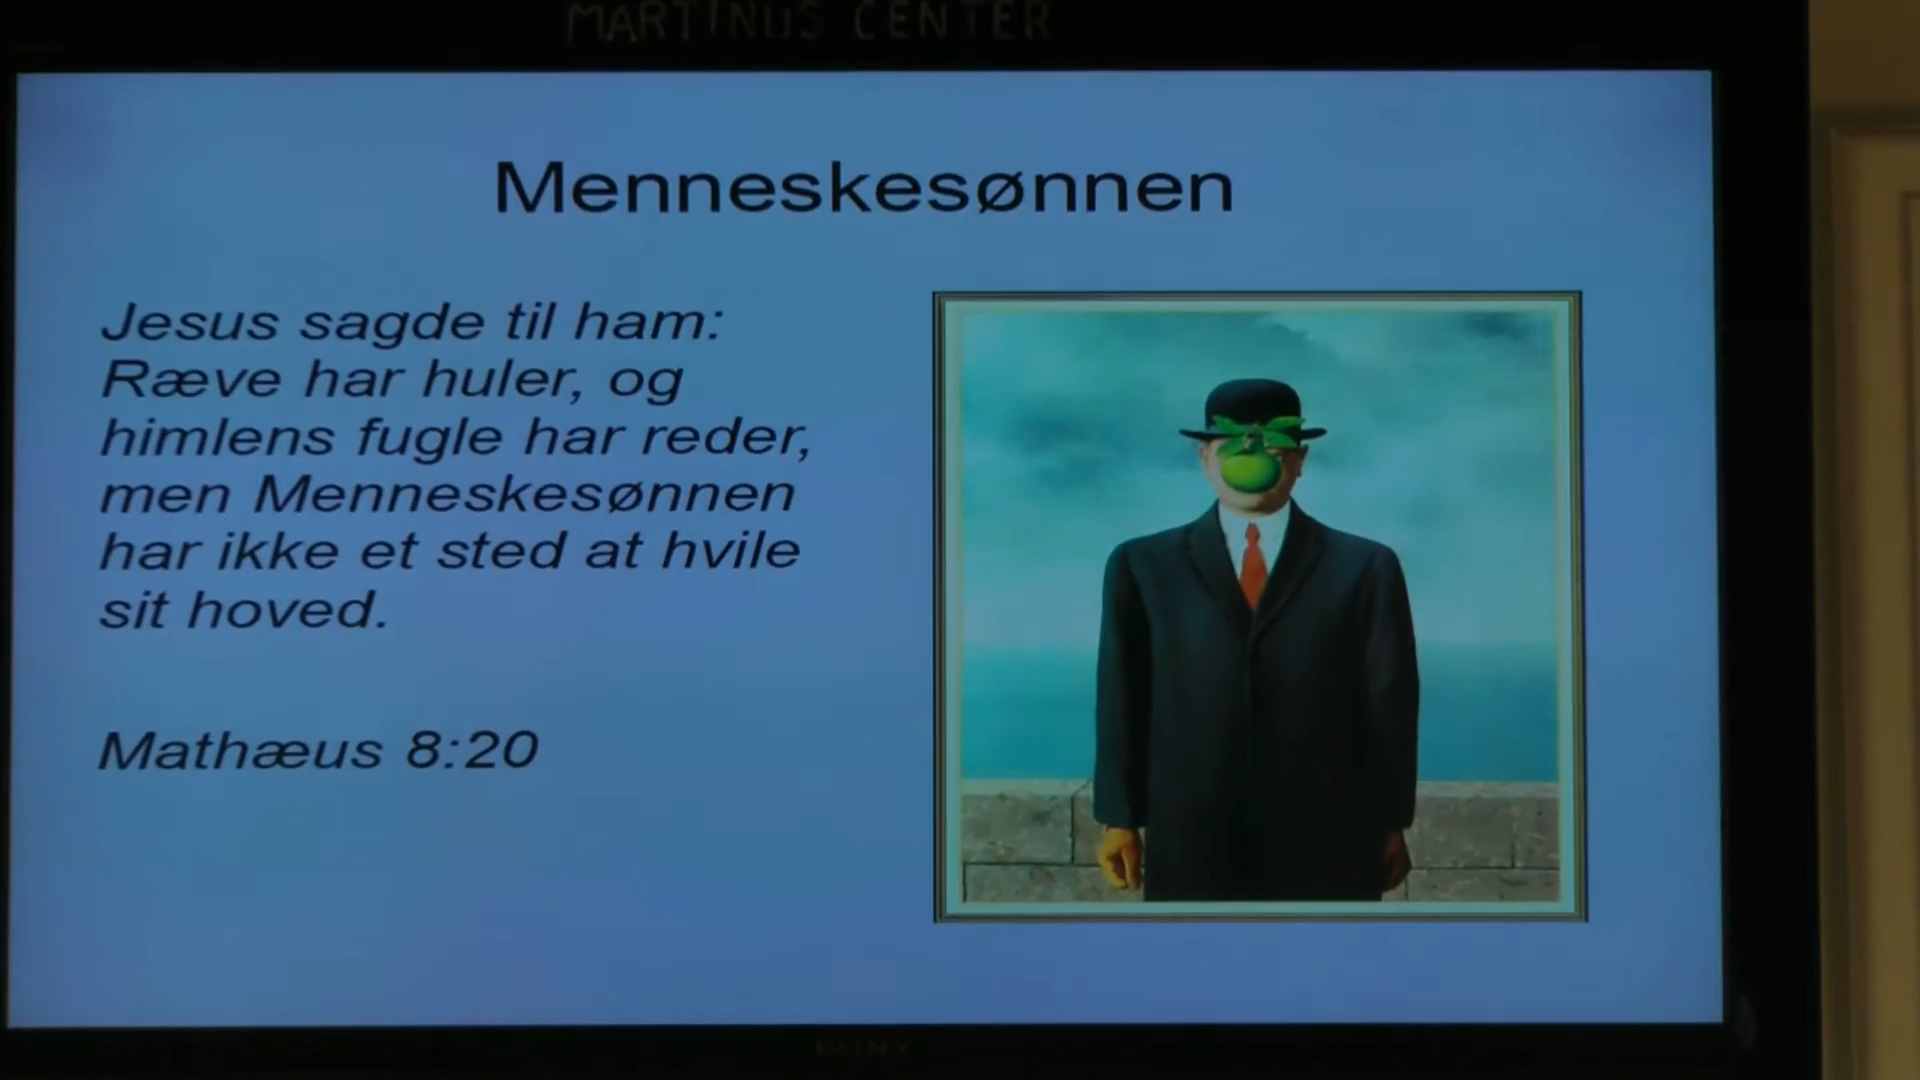 MARTINUS CENTER
Menneskesønnen
Jesus sagde til ham:
Ræve har huler, og
himlens fugle har reder,
men Menneskesønnen
har ikke et sted at hvile
sit hoved.
Mathæus 8:20
SONY